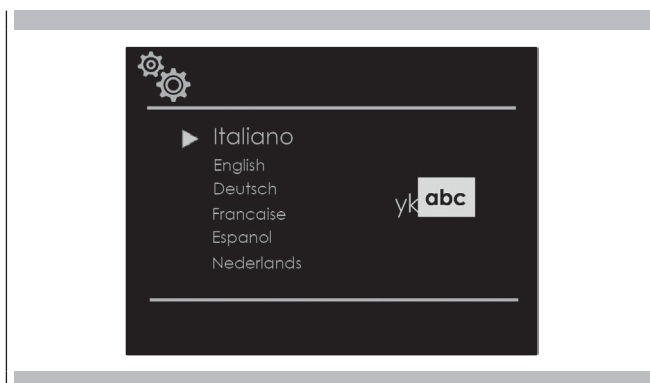 Italiano
English
Deutsch
Francaise
Espanol
Nederlands
yk abc